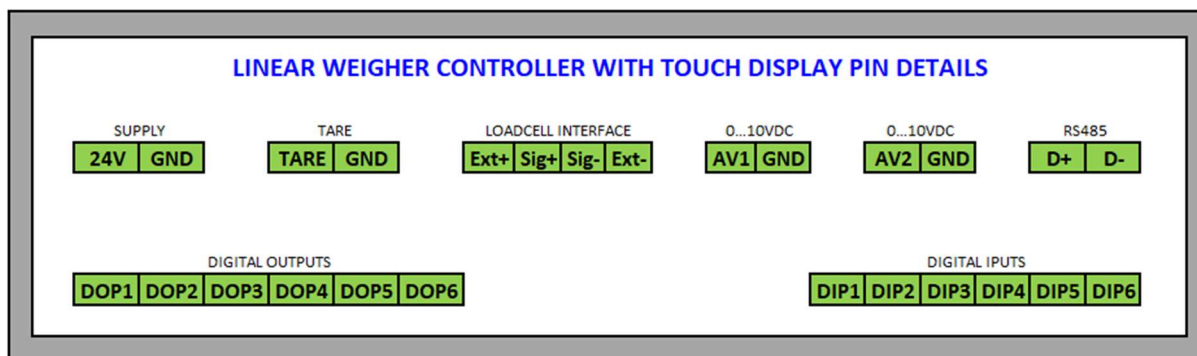 LINEAR WEIGHER CONTROLLER WITH TOUCH DISPLAY PIN DETAILS
SUPPLY TARE LOADCELL INTERFACE 0...10VDC 0...10VDC RS485
24V GND TARE GND Ext+ Sig+ Sig- Ext- AV1 GND AV2 GND D+ D-
DIGITAL OUTPUTS DIGITAL IPUTS
DOP1 DOP2 DOP3 DOP4 DOP5 DOP6 DIP1 DIP2 DIP3 DIP4 DIP5 DIP6